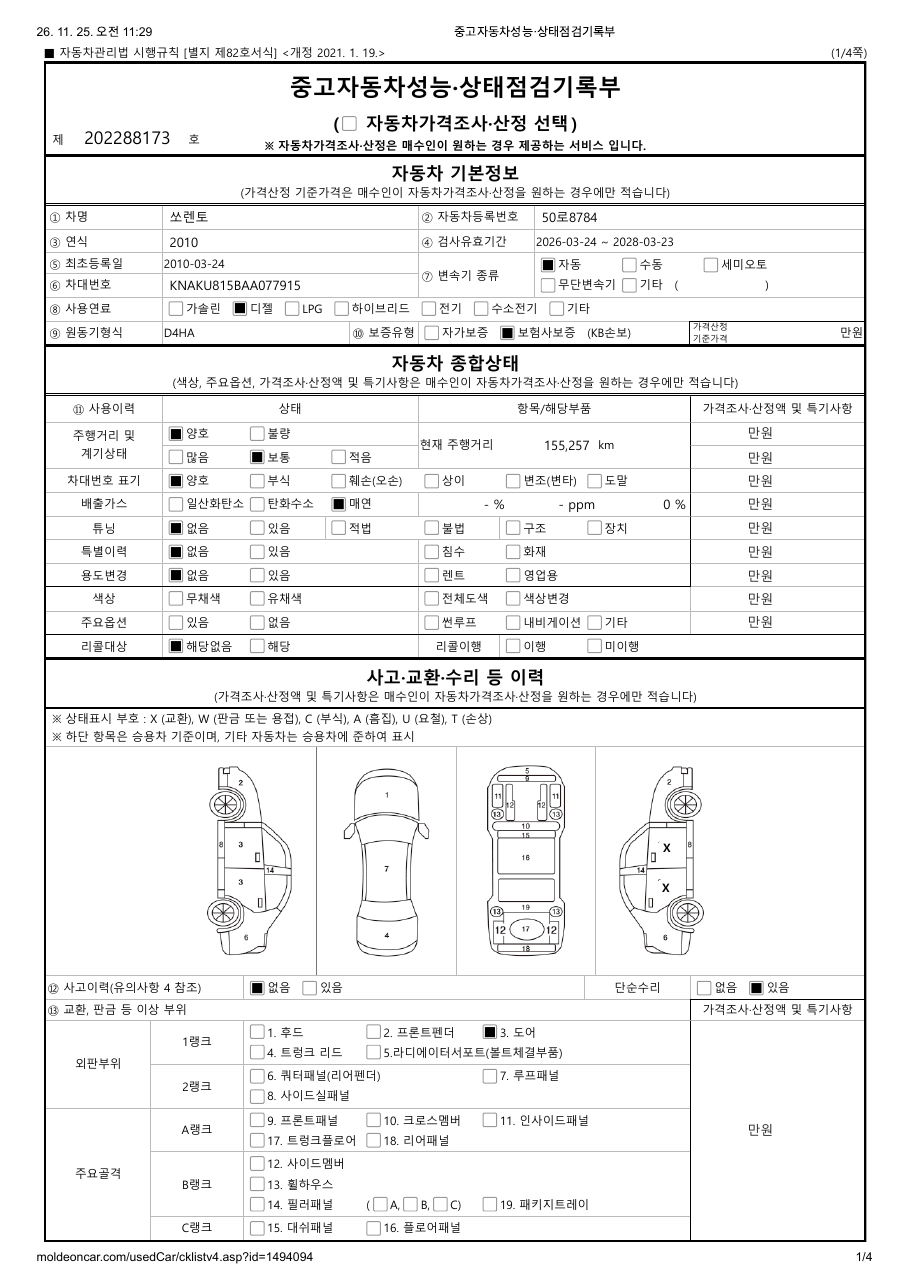 26. 11. 25. 오전 11:29 중고자동차성능·상태점검기록부
■ 자동차관리법 시행규칙 [별지 제82호서식] <개정 2021. 1. 19.> (1/4쪽)
중고자동차성능·상태점검기록부
(□ 자동차가격조사·산정 선택)
제 202288173 호
※ 자동차가격조사·산정은 매수인이 원하는 경우 제공하는 서비스 입니다.
자동차 기본정보
(가격산정 기준가격은 매수인이 자동차가격조사·산정을 원하는 경우에만 적습니다)
① 차명 쏘렌토 ② 자동차등록번호 50로8784
③ 연식 2010 ④ 검사유효기간 2026-03-24 ~ 2028-03-23
⑤ 최초등록일 2010-03-24 ⑦ 변속기 종류 ■ 자동 □ 수동 □ 세미오토
⑥ 차대번호 KNAKU815BAA077915 □ 무단변속기 □ 기타 ( )
⑧ 사용연료 □ 가솔린 ■ 디젤 □ LPG □ 하이브리드 □ 전기 □ 수소전기 □ 기타
⑨ 원동기형식 D4HA ⑩ 보증유형 □ 자가보증 ■ 보험사보증 (KB손보) 가격산정 기준가격 만원
자동차 종합상태
(색상, 주요옵션, 가격조사·산정액 및 특기사항은 매수인이 자동차가격조사·산정을 원하는 경우에만 적습니다)
⑪ 사용이력 상태 항목/해당부품 가격조사·산정액 및 특기사항
주행거리 및 계기상태 ■ 양호 □ 불량 현재 주행거리 155,257 km 만원
□ 많음 ■ 보통 □ 적음 만원
차대번호 표기 ■ 양호 □ 부식 □ 훼손(오손) □ 상이 □ 변조(변타) □ 도말 만원
배출가스 □ 일산화탄소 □ 탄화수소 ■ 매연 - % - ppm 0 % 만원
튜닝 ■ 없음 □ 있음 □ 적법 □ 불법 □ 구조 □ 장치 만원
특별이력 ■ 없음 □ 있음 □ 침수 □ 화재 만원
용도변경 ■ 없음 □ 있음 □ 렌트 □ 영업용 만원
색상 □ 무채색 □ 유채색 □ 전체도색 □ 색상변경 만원
주요옵션 □ 있음 □ 없음 □ 썬루프 □ 내비게이션 □ 기타 만원
리콜대상 ■ 해당없음 □ 해당 리콜이행 □ 이행 □ 미이행
사고·교환·수리 등 이력
(가격조사·산정액 및 특기사항은 매수인이 자동차가격조사·산정을 원하는 경우에만 적습니다)
※ 상태표시 부호 : X (교환), W (판금 또는 용접), C (부식), A (흠집), U (요철), T (손상)
※ 하단 항목은 승용차 기준이며, 기타 자동차는 승용차에 준하여 표시
2 8 3 14 3 6
1 7 4
5 9 11 12 12 11 13 13 10 15 16 19 13 13 12 17 12 18
2 X 8 14 X 6
⑫ 사고이력(유의사항 4 참조) ■ 없음 □ 있음 단순수리 □ 없음 ■ 있음
⑬ 교환, 판금 등 이상 부위 가격조사·산정액 및 특기사항
외판부위 1랭크 □ 1. 후드 □ 2. 프론트펜더 ■ 3. 도어
□ 4. 트렁크 리드 □ 5.라디에이터서포트(볼트체결부품)
2랭크 □ 6. 쿼터패널(리어펜더) □ 7. 루프패널
□ 8. 사이드실패널
주요골격 A랭크 □ 9. 프론트패널 □ 10. 크로스멤버 □ 11. 인사이드패널 만원
□ 17. 트렁크플로어 □ 18. 리어패널
B랭크 □ 12. 사이드멤버
□ 13. 휠하우스
□ 14. 필러패널 ( □ A, □ B, □ C) □ 19. 패키지트레이
C랭크 □ 15. 대쉬패널 □ 16. 플로어패널
moldeoncar.com/usedCar/cklistv4.asp?id=1494094 1/4